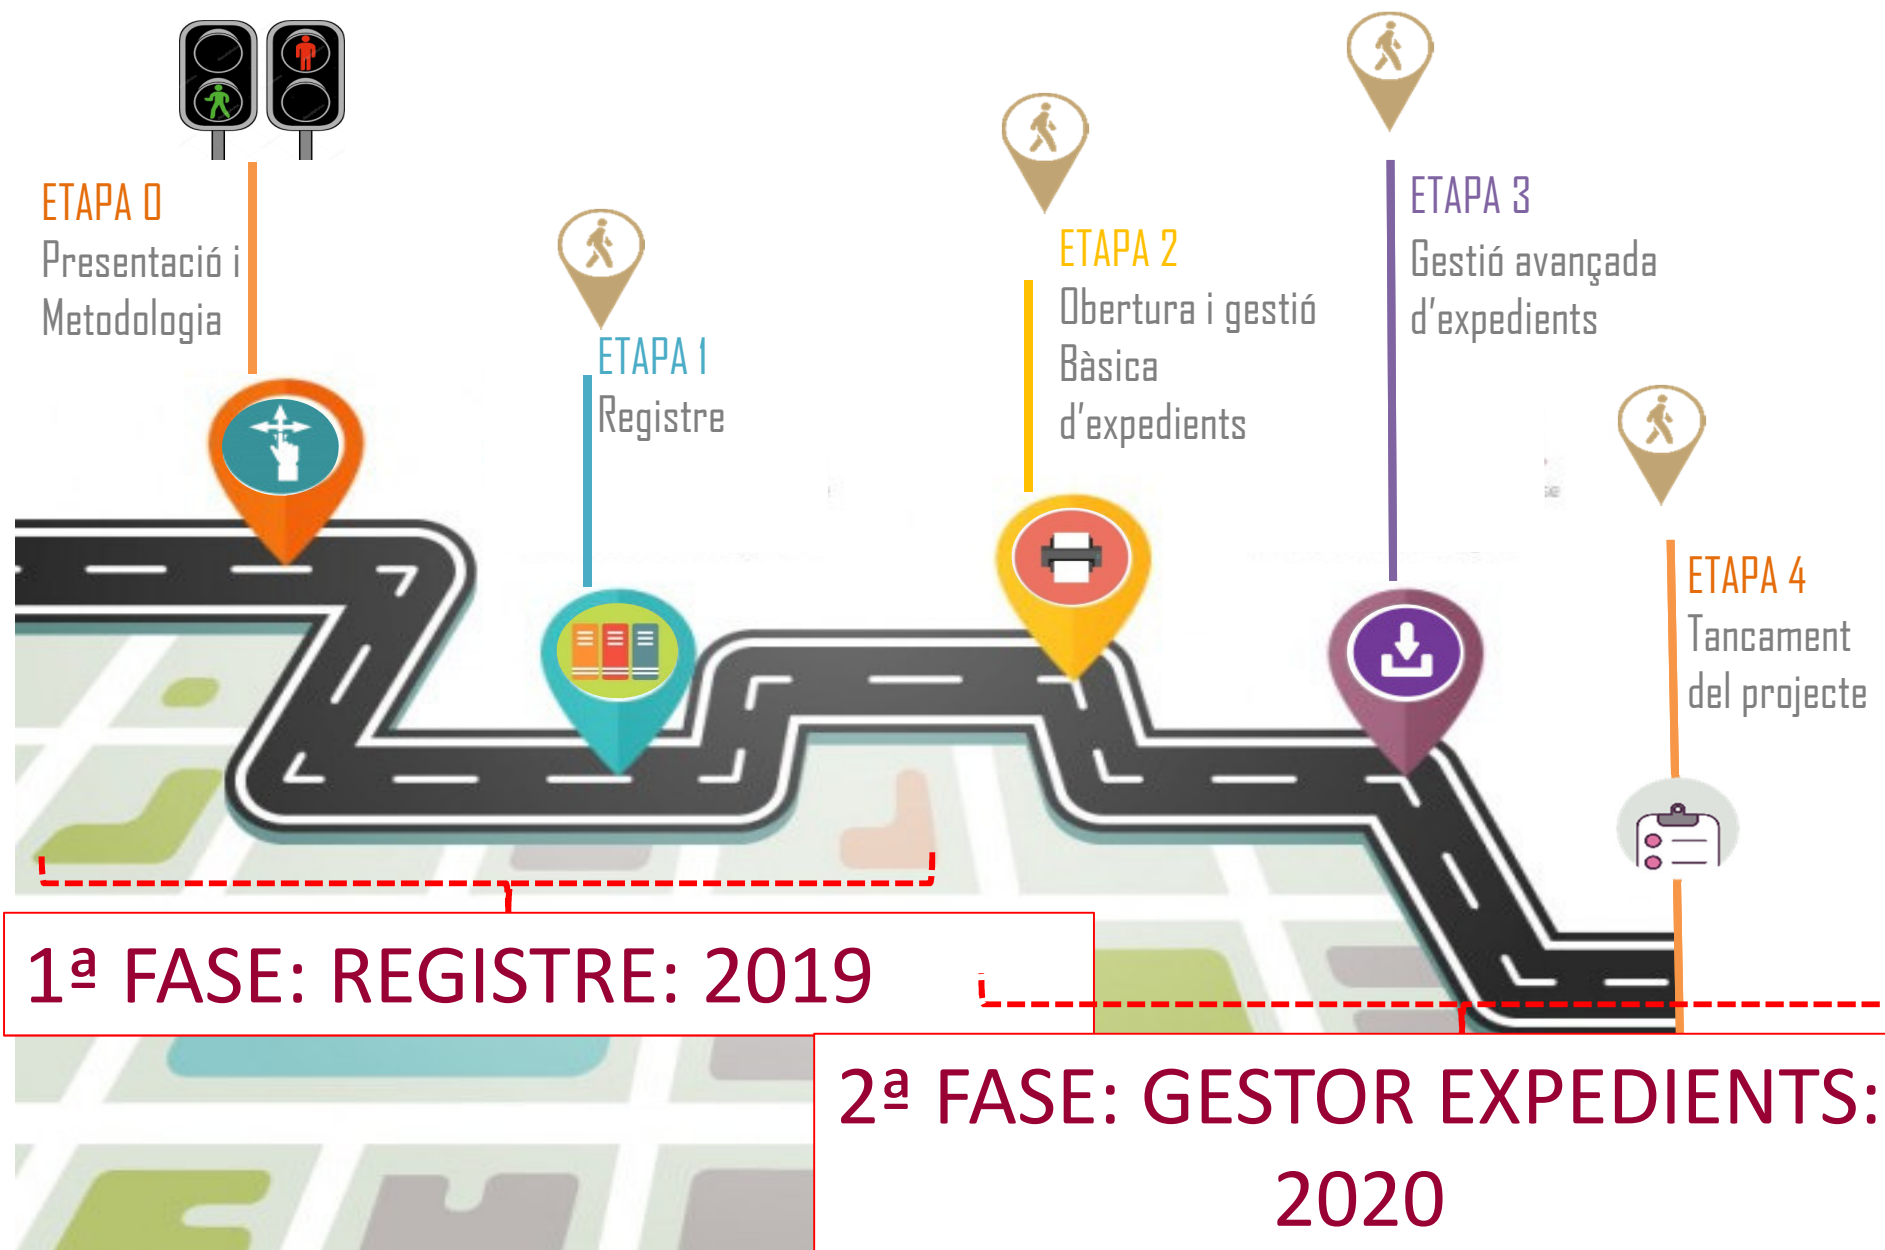 ETAPA 0
Presentació i
Metodologia
ETAPA 1
Registre
ETAPA 2
Obertura i gestió
Bàsica
d'expedients
ETAPA 3
Gestió avançada
d'expedients
ETAPA 4
Tancament
del projecte
1ª FASE: REGISTRE: 2019
2ª FASE: GESTOR EXPEDIENTS:
2020